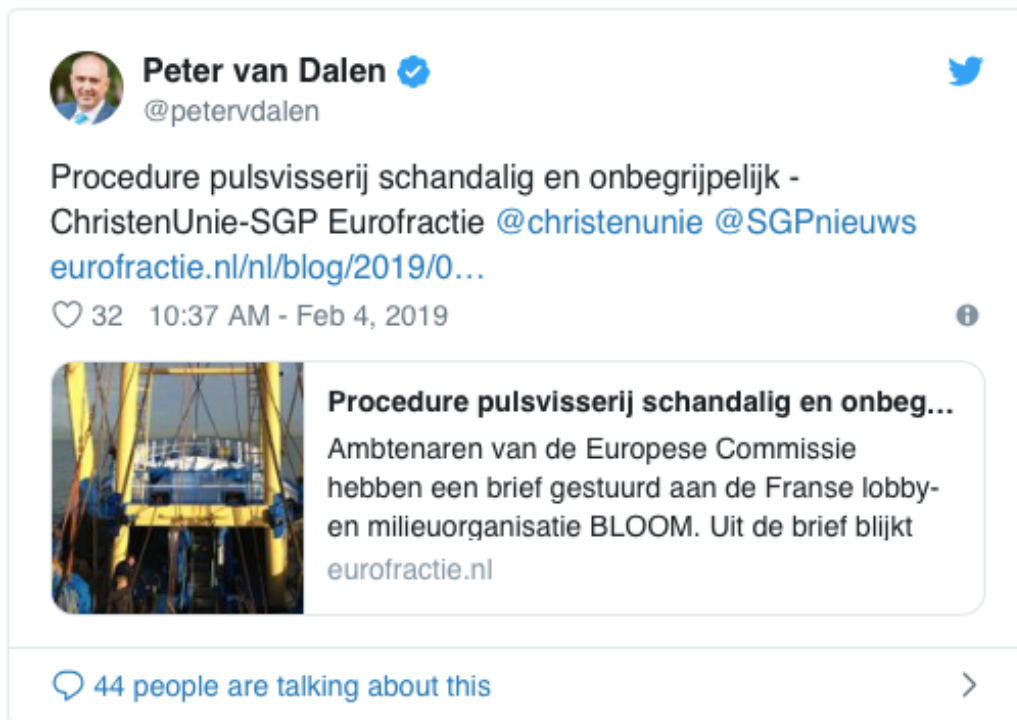 Peter van Dalen
@petervdalen
Procedure pulsvisserij schandalig en onbegrijpelijk -
ChristenUnie-SGP Eurofractie @christenunie @SGPnieuws
eurofractie.nl/nl/blog/2019/0…
32 10:37 AM - Feb 4, 2019
Procedure pulsvisserij schandalig en onbeg...
Ambtenaren van de Europese Commissie
hebben een brief gestuurd aan de Franse lobby-
en milieuorganisatie BLOOM. Uit de brief blijkt
eurofractie.nl
44 people are talking about this